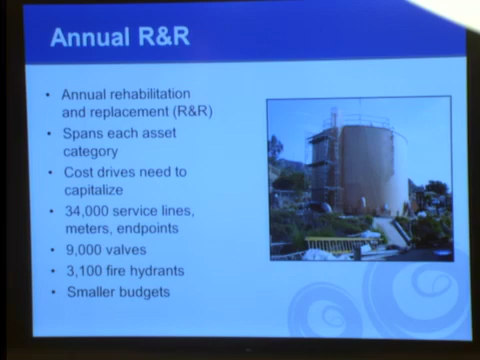 Annual R&R
• Annual rehabilitation
and replacement (R&R)
• Spans each asset
category
• Cost drives need to
capitalize
• 34,000 service lines,
meters, endpoints
• 9,000 valves
• 3,100 fire hydrants
• Smaller budgets